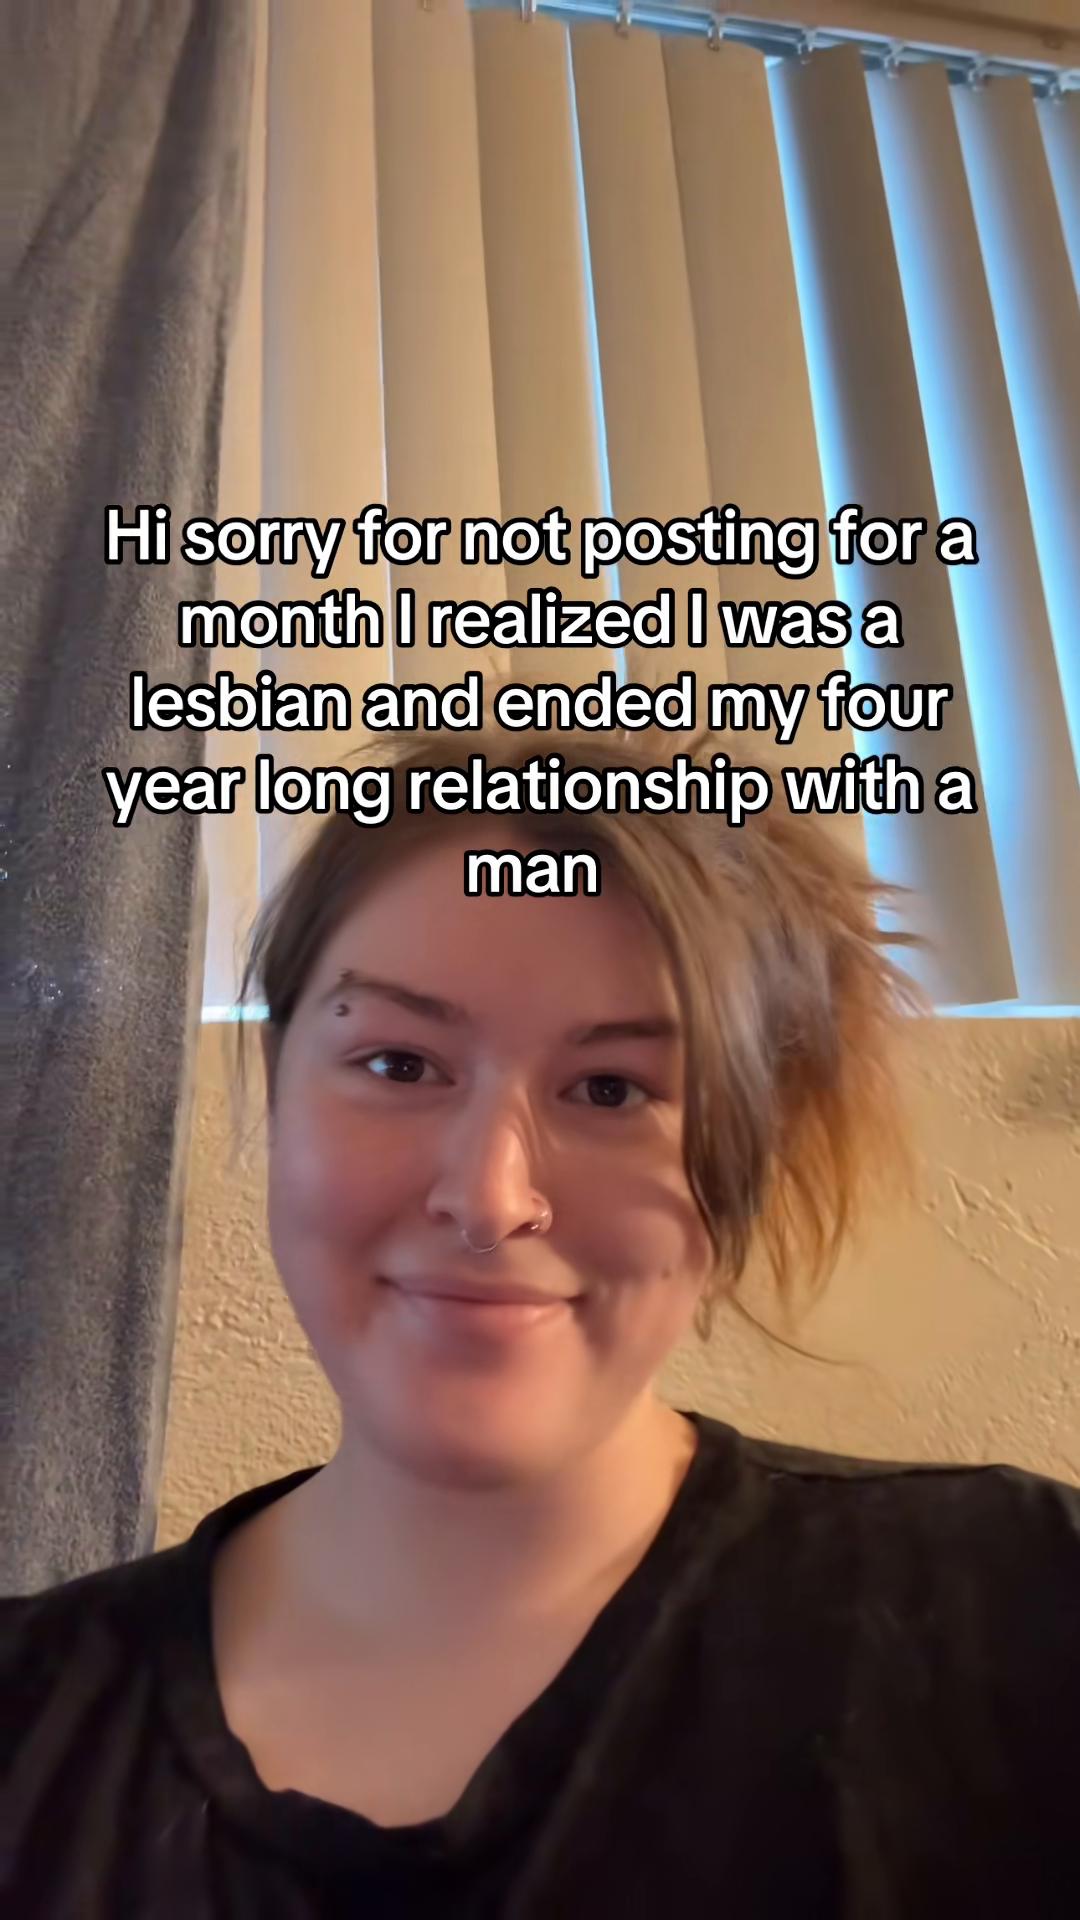 Hi sorry for not posting for a
month I realized I was a
lesbian and ended my four
year long relationship with a
man